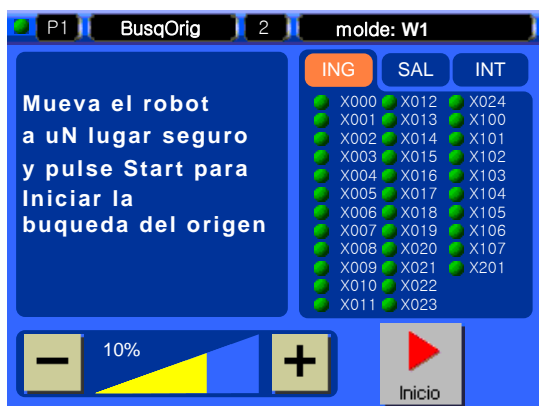 P1 BusqOrig 2 molde: W1
ING SAL INT
Mueva el robot
a uN lugar seguro
y pulse Start para
Iniciar la
buqueda del origen
X000 X012 X024
X001 X013 X100
X002 X014 X101
X003 X015 X102
X004 X016 X103
X005 X017 X104
X006 X018 X105
X007 X019 X106
X008 X020 X107
X009 X021 X201
X010 X022
X011 X023
− 10% +
Inicio